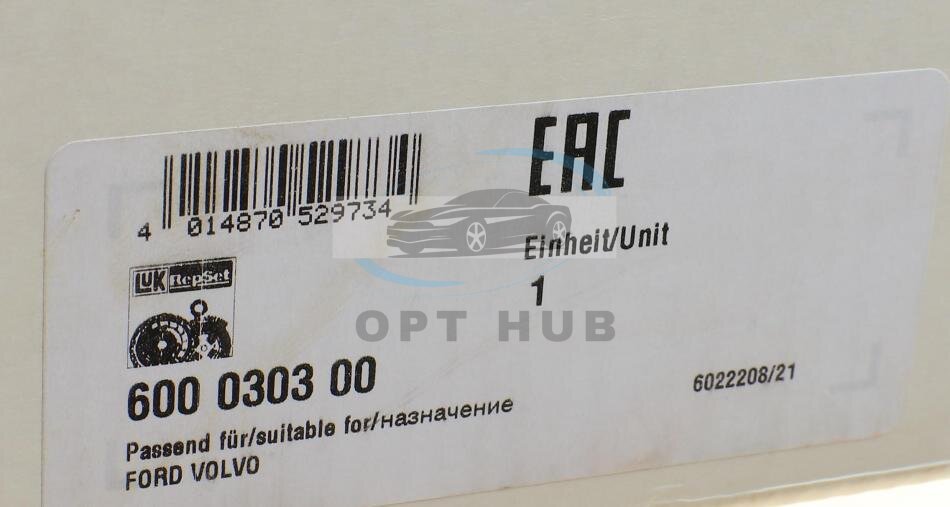 EAC
4 014870 529734
LUK RepSet
Einheit/Unit
1
OPT HUB
600 0303 00
6022208/21
Passend für/suitable for/назначение
FORD VOLVO